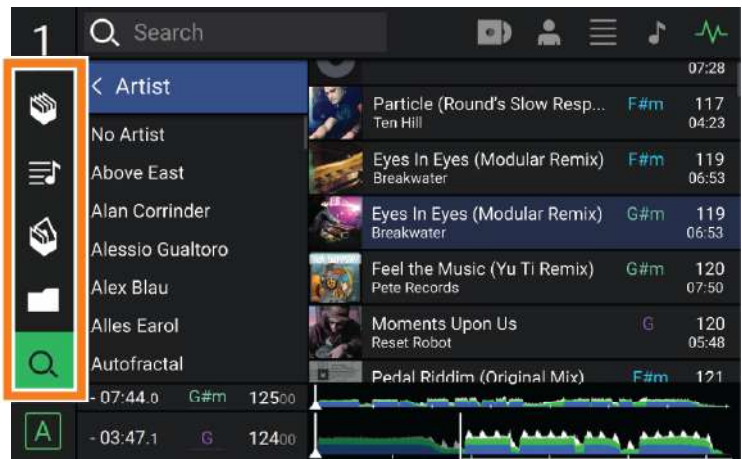 1
Search
Artist
No Artist
Above East
Alan Corrinder
Alessio Gualtoro
Alex Blau
Alles Earol
Autofractal
07:28
Particle (Round's Slow Resp... F#m 117
Ten Hill 04:23
Eyes In Eyes (Modular Remix) F#m 119
Breakwater 06:53
Eyes In Eyes (Modular Remix) G#m 119
Breakwater 06:53
Feel the Music (Yu Ti Remix) G#m 120
Pete Records 07:50
Moments Upon Us G 120
Reset Robot 05:48
Pedal Riddim (Original Mix) F#m 121
- 07:44.0 G#m 12500
A
- 03:47.1 G 12400